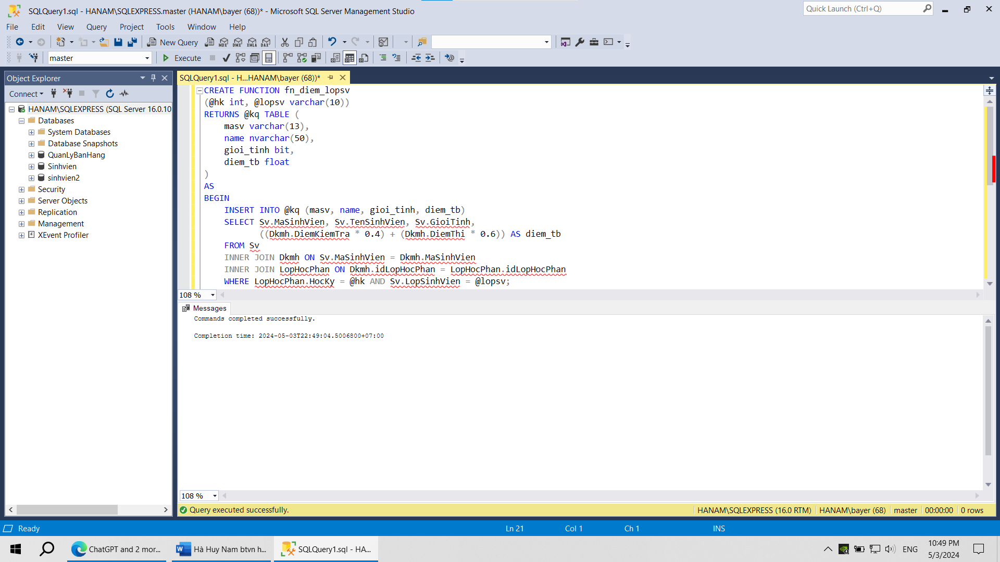 SQLQuery1.sql - HANAM\SQLEXPRESS.master (HANAM\bayer (68))* - Microsoft SQL Server Management Studio
Quick Launch (Ctrl+Q)
File Edit View Query Project Tools Window Help
New Query
MDX DMX XMLA DAX
master
Execute
Object Explorer
Connect
HANAM\SQLEXPRESS (SQL Server 16.0.10
Databases
System Databases
Database Snapshots
QuanLyBanHang
Sinhvien
sinhvien2
Security
Server Objects
Replication
Management
XEvent Profiler
SQLQuery1.sql - H...HANAM\bayer (68))*
CREATE FUNCTION fn_diem_lopsv
(@hk int, @lopsv varchar(10))
RETURNS @kq TABLE (
masv varchar(13),
name nvarchar(50),
gioi_tinh bit,
diem_tb float
)
AS
BEGIN
INSERT INTO @kq (masv, name, gioi_tinh, diem_tb)
SELECT Sv.MaSinhVien, Sv.TenSinhVien, Sv.GioiTinh,
((Dkmh.DiemKiemTra * 0.4) + (Dkmh.DiemThi * 0.6)) AS diem_tb
FROM Sv
INNER JOIN Dkmh ON Sv.MaSinhVien = Dkmh.MaSinhVien
INNER JOIN LopHocPhan ON Dkmh.idLopHocPhan = LopHocPhan.idLopHocPhan
WHERE LopHocPhan.HocKy = @hk AND Sv.LopSinhVien = @lopsv;
108 %
Messages
Commands completed successfully.
Completion time: 2024-05-03T22:49:04.5006800+07:00
108 %
Query executed successfully.
HANAM\SQLEXPRESS (16.0 RTM) HANAM\bayer (68) master 00:00:00 0 rows
Ready
Ln 21 Col 1 Ch 1 INS
ChatGPT and 2 mor...
Hà Huy Nam btvn h...
SQLQuery1.sql - HA...
ENG
10:49 PM
5/3/2024